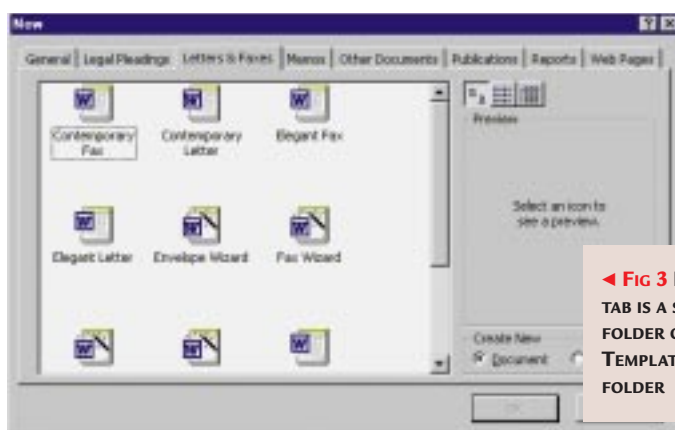 New
General Legal Pleadings Letters & Faxes Memos Other Documents Publications Reports Web Pages
Contemporary Fax
Contemporary Letter
Elegant Fax
Preview
Select an icon to
see a preview.
Elegant Letter
Envelope Wizard
Fax Wizard
Create New
Document
◄ FIG 3
TAB IS A
FOLDER
FOLDER